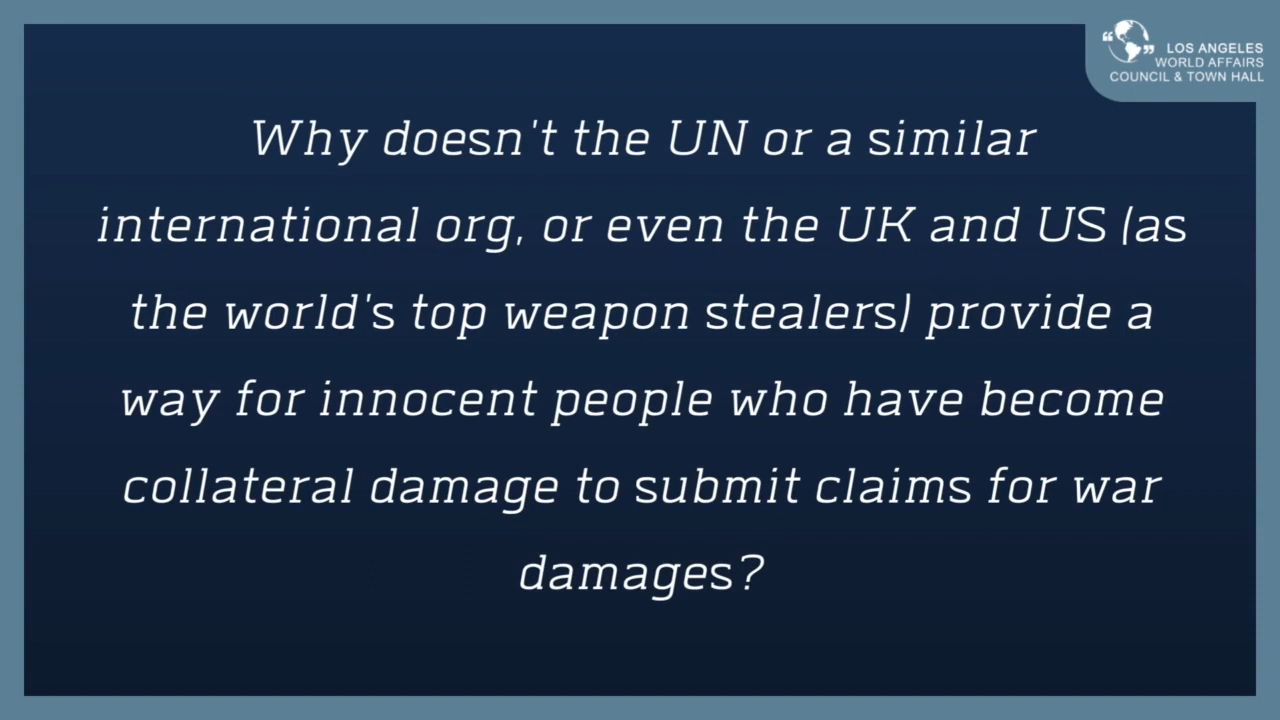 LOS ANGELES
WORLD AFFAIRS
COUNCIL & TOWN HALL
Why doesn't the UN or a similar
international org, or even the UK and US (as
the world's top weapon stealers) provide a
way for innocent people who have become
collateral damage to submit claims for war
damages?